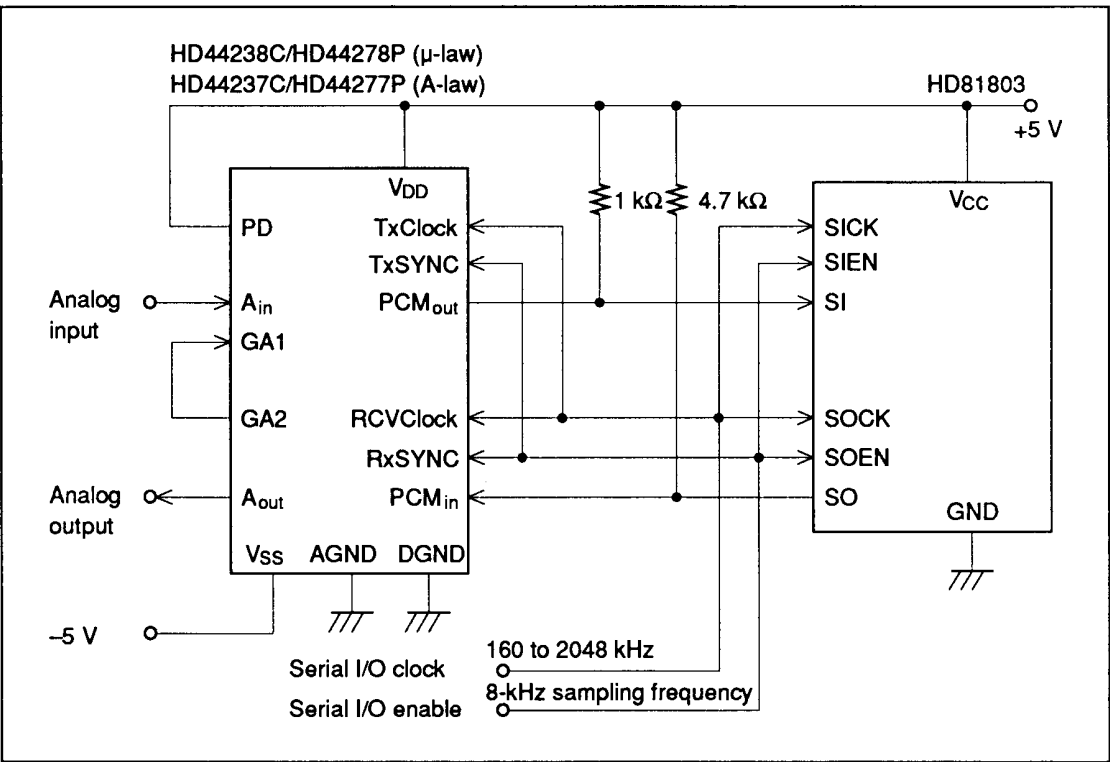 HD44238C/HD44278P (µ-law)
HD44237C/HD44277P (A-law)
HD81803
+5 V
VDD
PD
TxClock
TxSYNC
Analog
input
Ain
PCMout
GA1
GA2
RCVClock
RxSYNC
Analog
output
Aout
PCMin
VSS
AGND
DGND
–5 V
1 kΩ
4.7 kΩ
VCC
SICK
SIEN
SI
SOCK
SOEN
SO
GND
160 to 2048 kHz
Serial I/O clock
8-kHz sampling frequency
Serial I/O enable